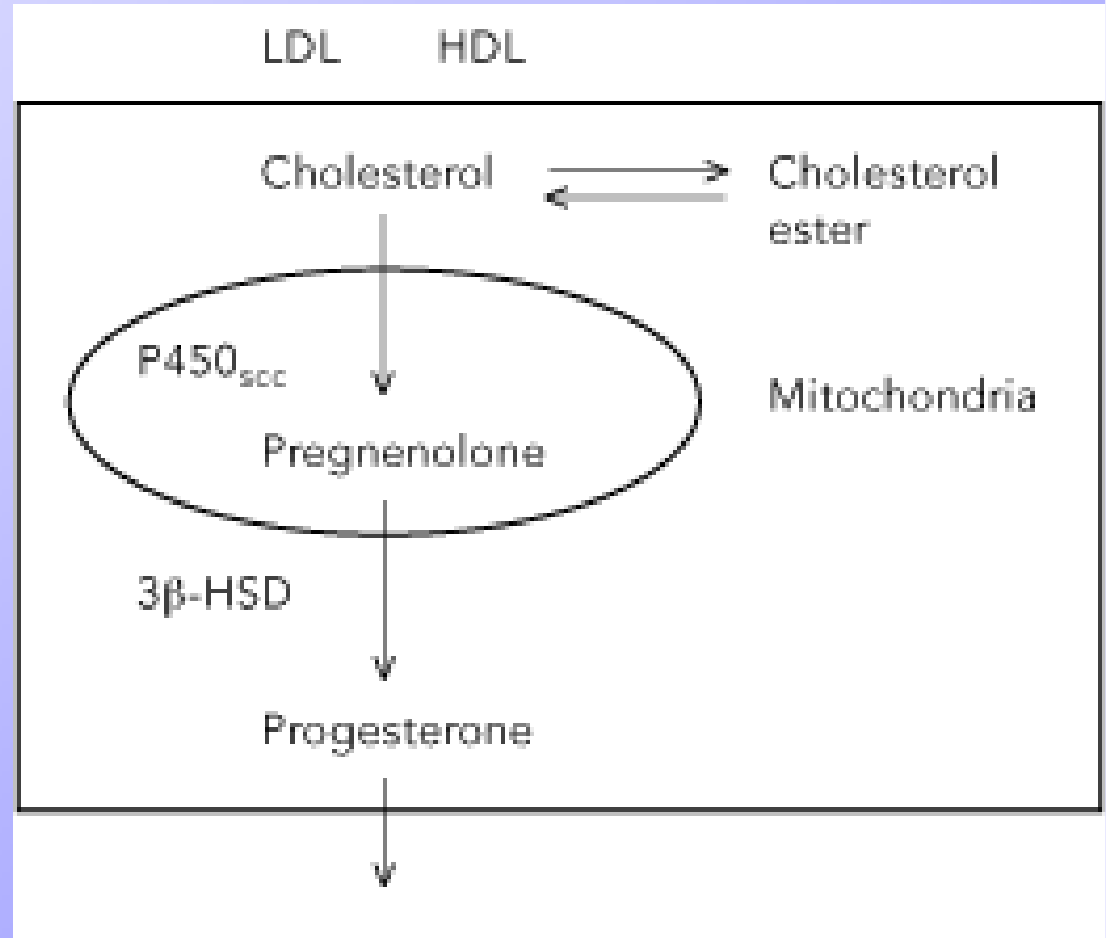 LDL HDL
Cholesterol
Cholesterol
ester
P450scc
Mitochondria
Pregnenolone
3β-HSD
Progesterone